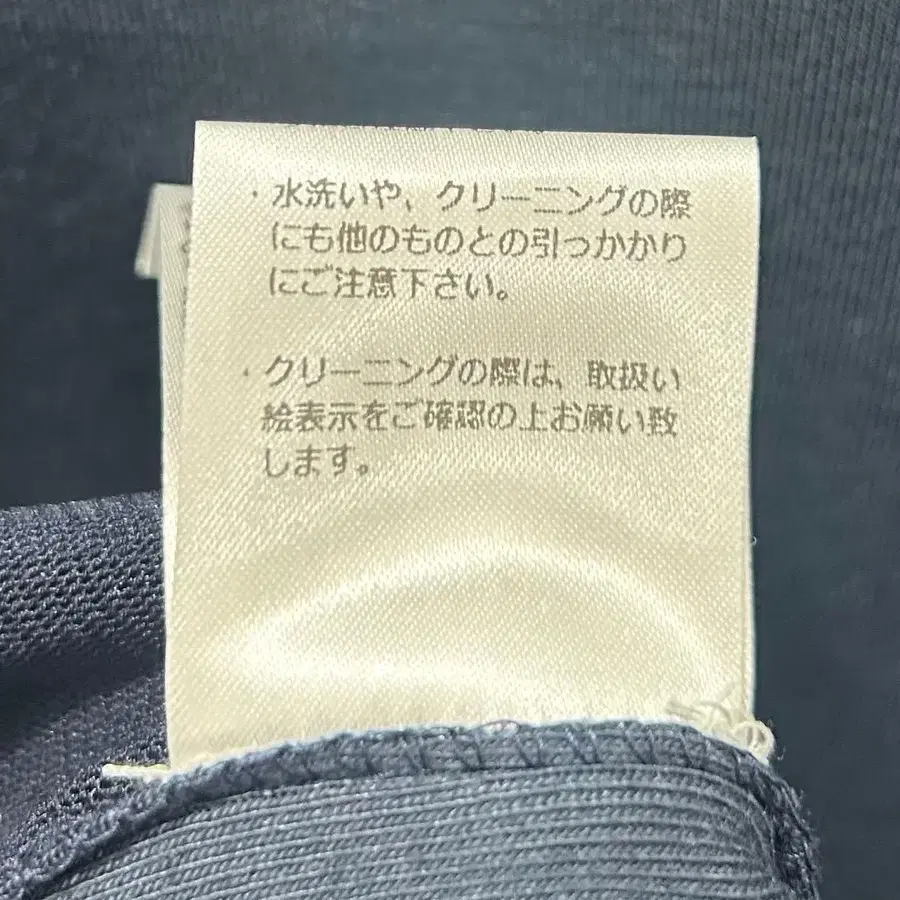 ・水洗いや、クリーニングの際
にも他のものとの引っかかり
にご注意下さい。
・クリーニングの際は、取扱い
絵表示をご確認の上お願い致
します。